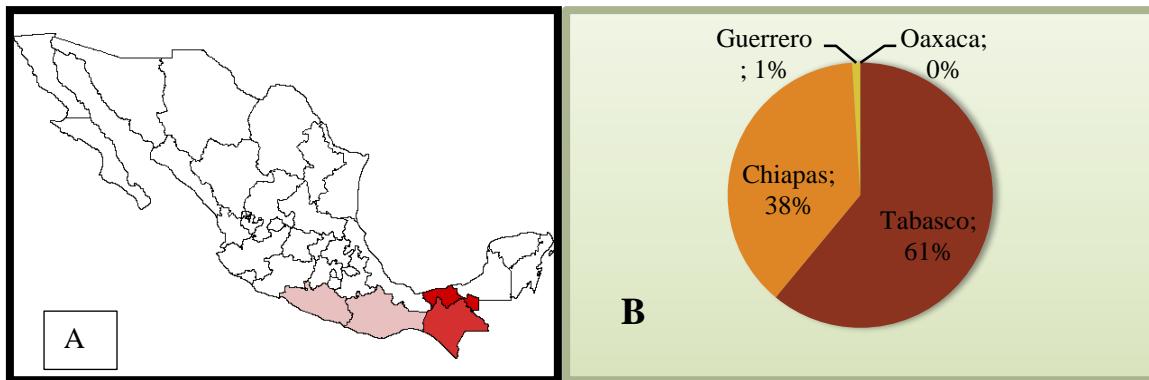 A
Guerrero
; 1%
Oaxaca;
0%
Chiapas;
38%
Tabasco;
61%
B